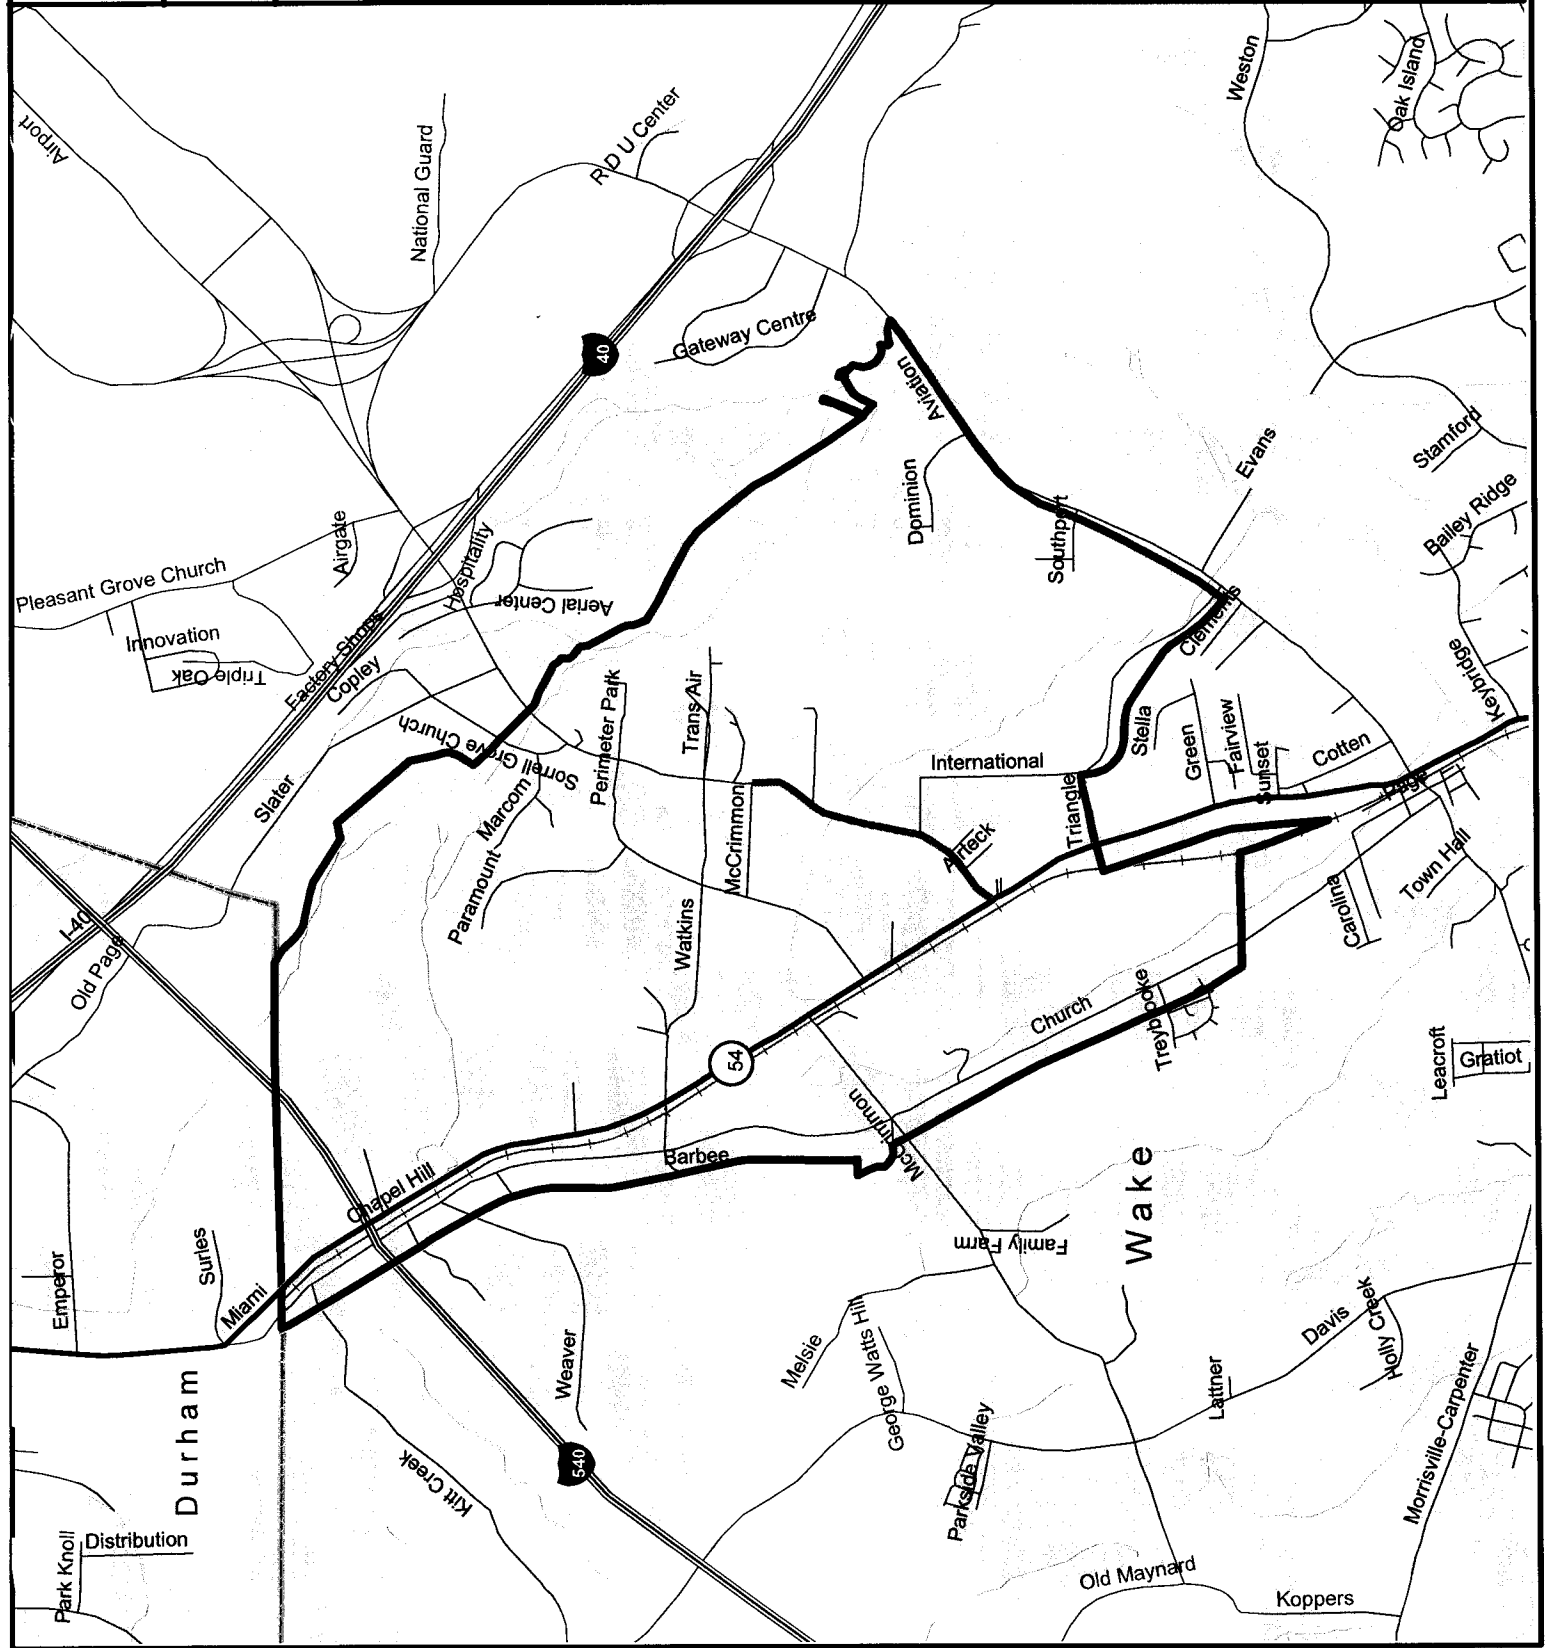 Weston
Oak Island
Airport
National Guard
R D U Center
40
Gateway Centre
Aviation
Evans
Stamford
Bailey Ridge
Dominion
Southport
Airgate
Hospitality
Pleasant Grove Church
Aerial Center
Innovation
Triple Oak
Factory Shops
Copley
Clements
Keybridge
Sorrell Grove Church
Perimeter Park
Trans Air
Stella
Green
Fairview
Sunset
Cotten
International
Slater
Marcom
Paramount
McCrimmon
Triangle
Page
Airteck
Town Hall
Carolina
I-40
Old Page
Watkins
Church
Treybrooke
54
Leacroft
Gratiot
McCrimmon
Barbee
Chapel Hill
Wake
Family Farm
Surles
Emperor
Miami
Weaver
Melsie
George Watts Hill
Davis
Holly Creek
Lattner
Morrisville-Carpenter
Durham
Parkside Valley
540
Kitt Creek
Distribution
Park Knoll
Old Maynard
Koppers